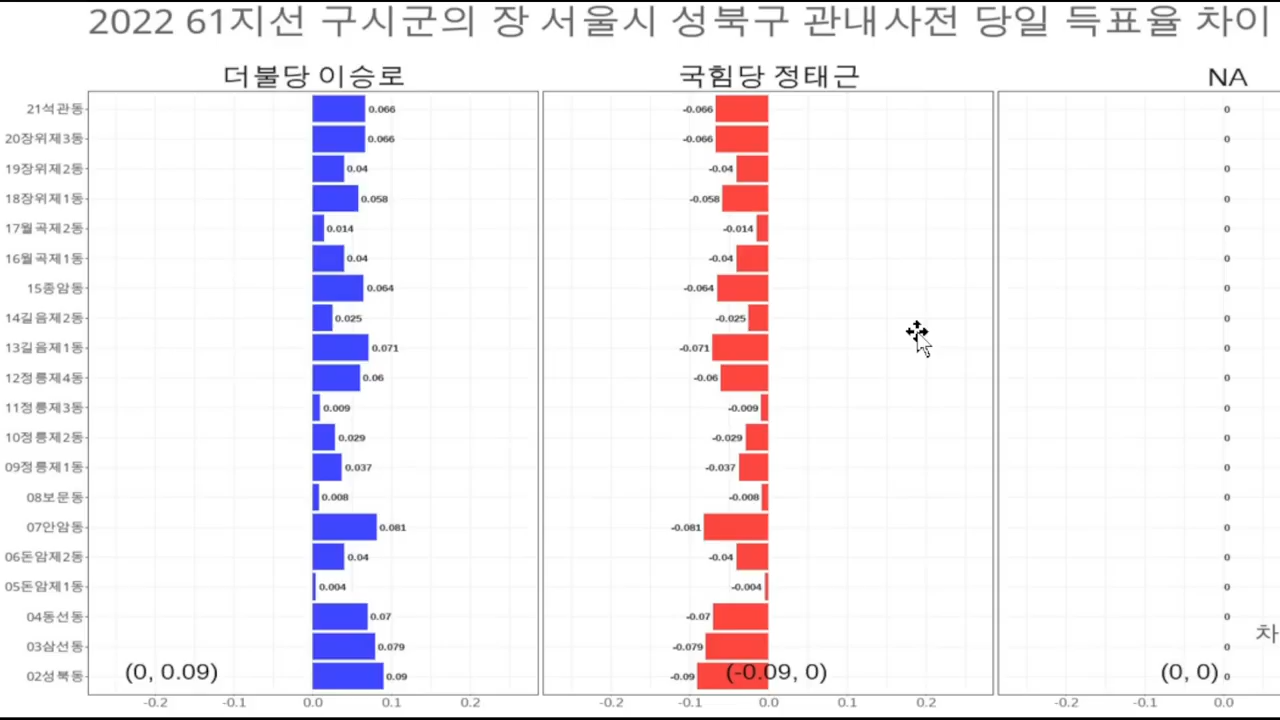 2022 61지선 구시군의 장 서울시 성북구 관내사전 당일 득표율 차이
더불당 이승로 국힘당 정태근 NA
21석관동 0.066 -0.066 0
20장위제3동 0.066 -0.066 0
19장위제2동 0.04 -0.04 0
18장위제1동 0.058 -0.058 0
17월곡제2동 0.014 -0.014 0
16월곡제1동 0.04 -0.04 0
15종암동 0.064 -0.064 0
14길음제2동 0.025 -0.025 0
13길음제1동 0.071 -0.071 0
12정릉제4동 0.06 -0.06 0
11정릉제3동 0.009 -0.009 0
10정릉제2동 0.029 -0.029 0
09정릉제1동 0.037 -0.037 0
08보문동 0.008 -0.008 0
07안암동 0.081 -0.081 0
06돈암제2동 0.04 -0.04 0
05돈암제1동 0.004 -0.004 0
04동선동 0.07 -0.07 0
차
03삼선동 0.079 -0.079 0
02성북동 (0, 0.09) 0.09 -0.09 (-0.09, 0) (0, 0) 0
-0.2 -0.1 0.0 0.1 0.2 -0.2 -0.1 0.0 0.1 0.2 -0.2 -0.1 0.0